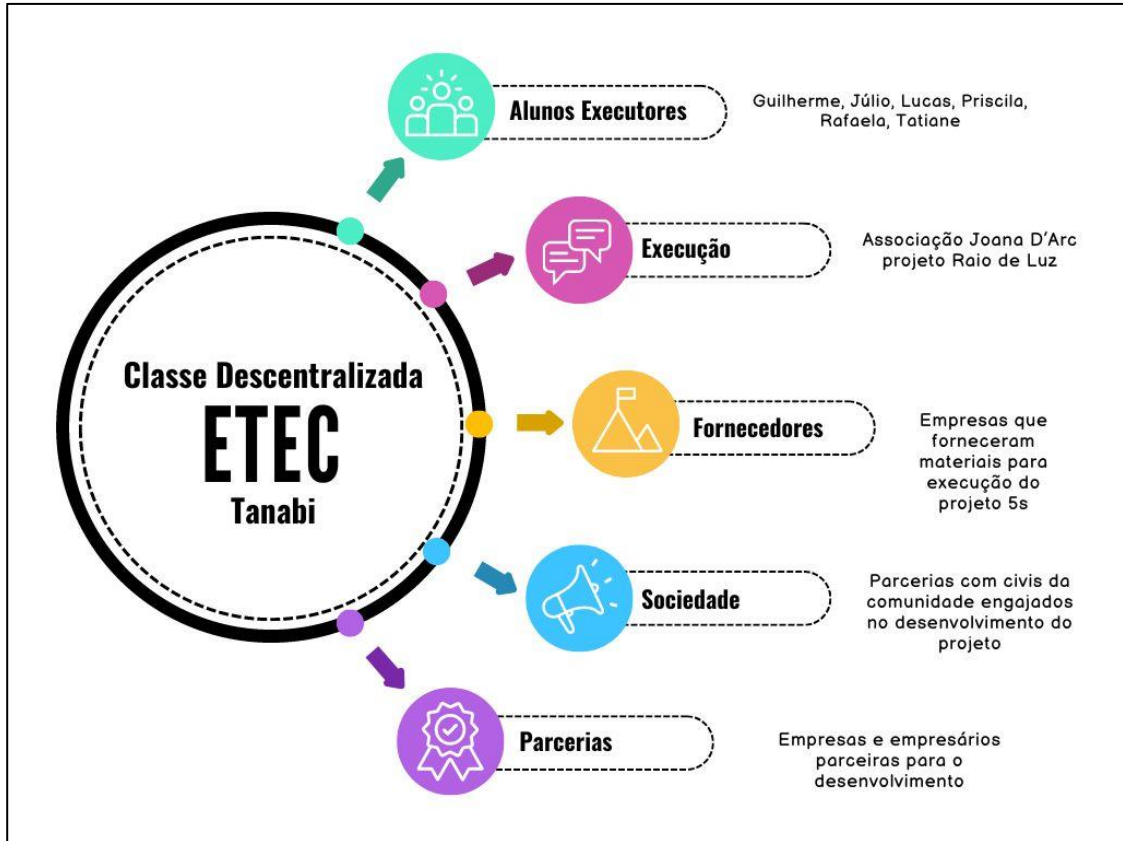 Classe Descentralizada
ETEC
Tanabi
Alunos Executores
Guilherme, Júlio, Lucas, Priscila,
Rafaela, Tatiane
Execução
Associação Joana D'Arc
projeto Raio de Luz
Fornecedores
Empresas que
forneceram
materiais para
execução do
projeto 5s
Sociedade
Parcerias com civis da
comunidade engajados
no desenvolvimento do
projeto
Parcerias
Empresas e empresários
parceiras para o
desenvolvimento